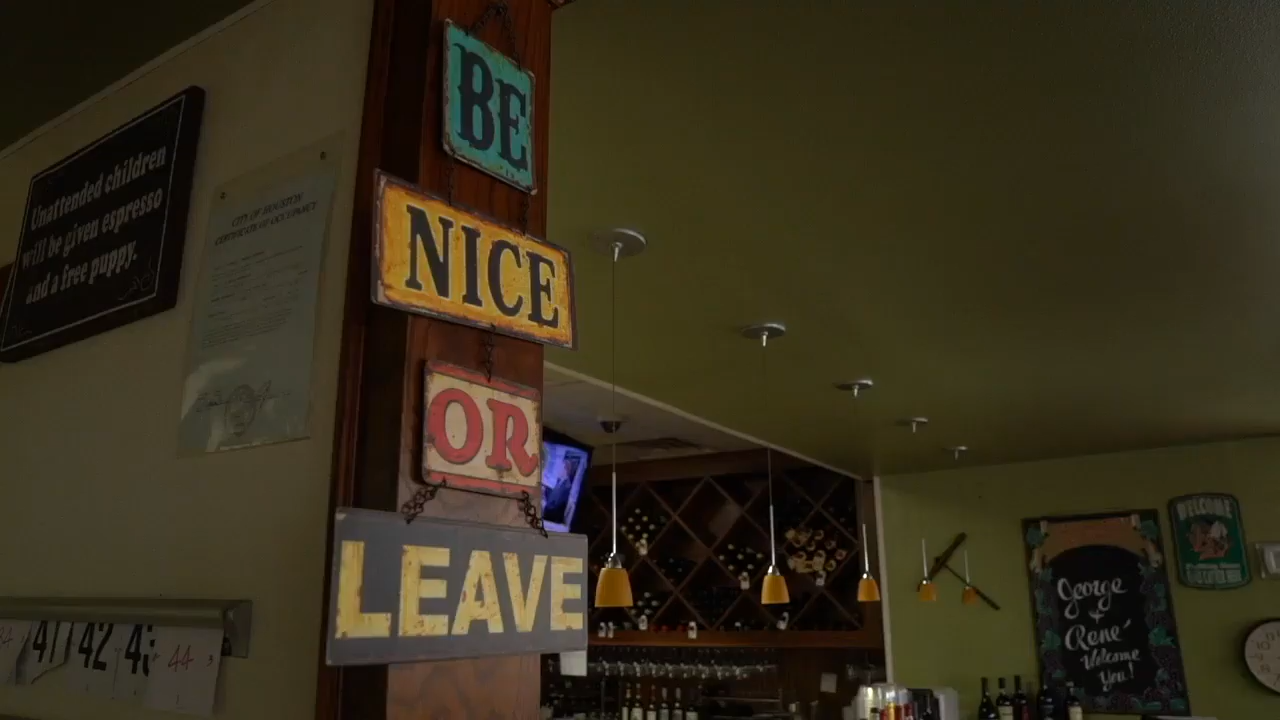 Unattended children
will be given espresso
and a free puppy.
CITY OF HOUSTON
CERTIFICATE OF OCCUPANCY
BE
NICE
OR
LEAVE
41
42
44
George
&
Rene'
Welcome
You!
WELCOME